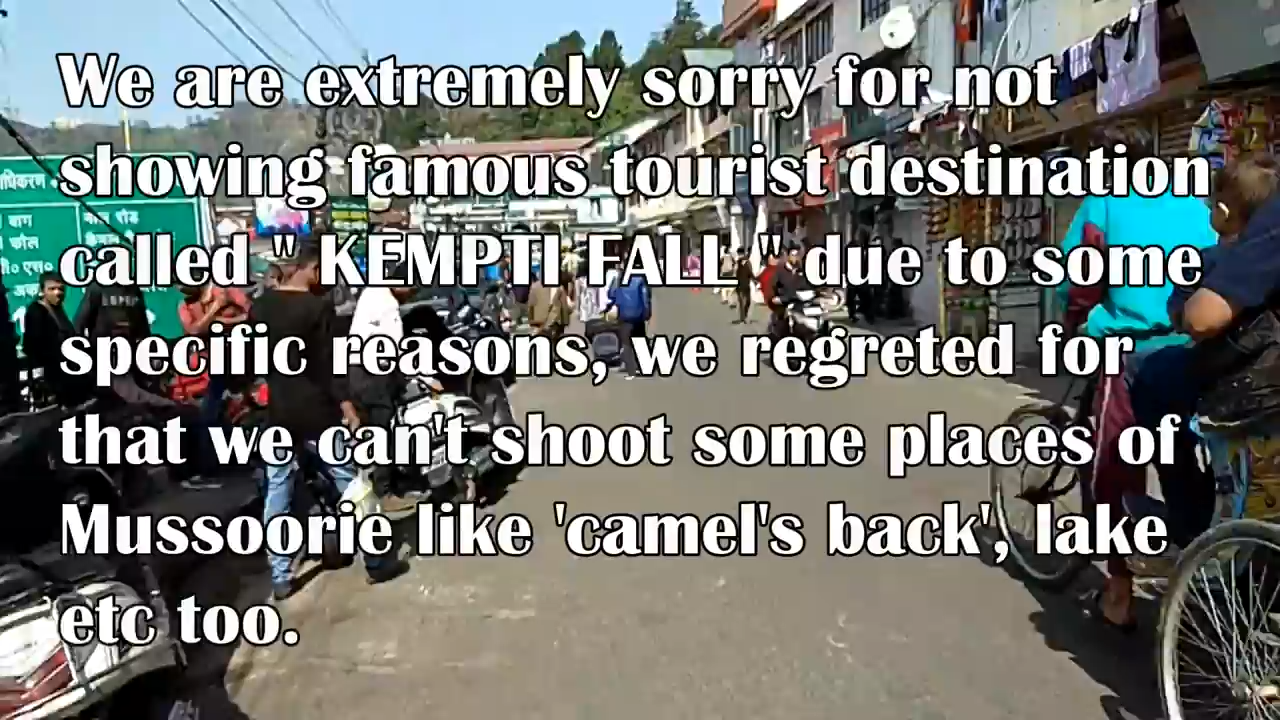 We are extremely sorry for not
showing famous tourist destination
called " KEMPTI FALL " due to some
specific reasons, we regreted for
that we can't shoot some places of
Mussoorie like 'camel's back', lake
etc too.
बाग